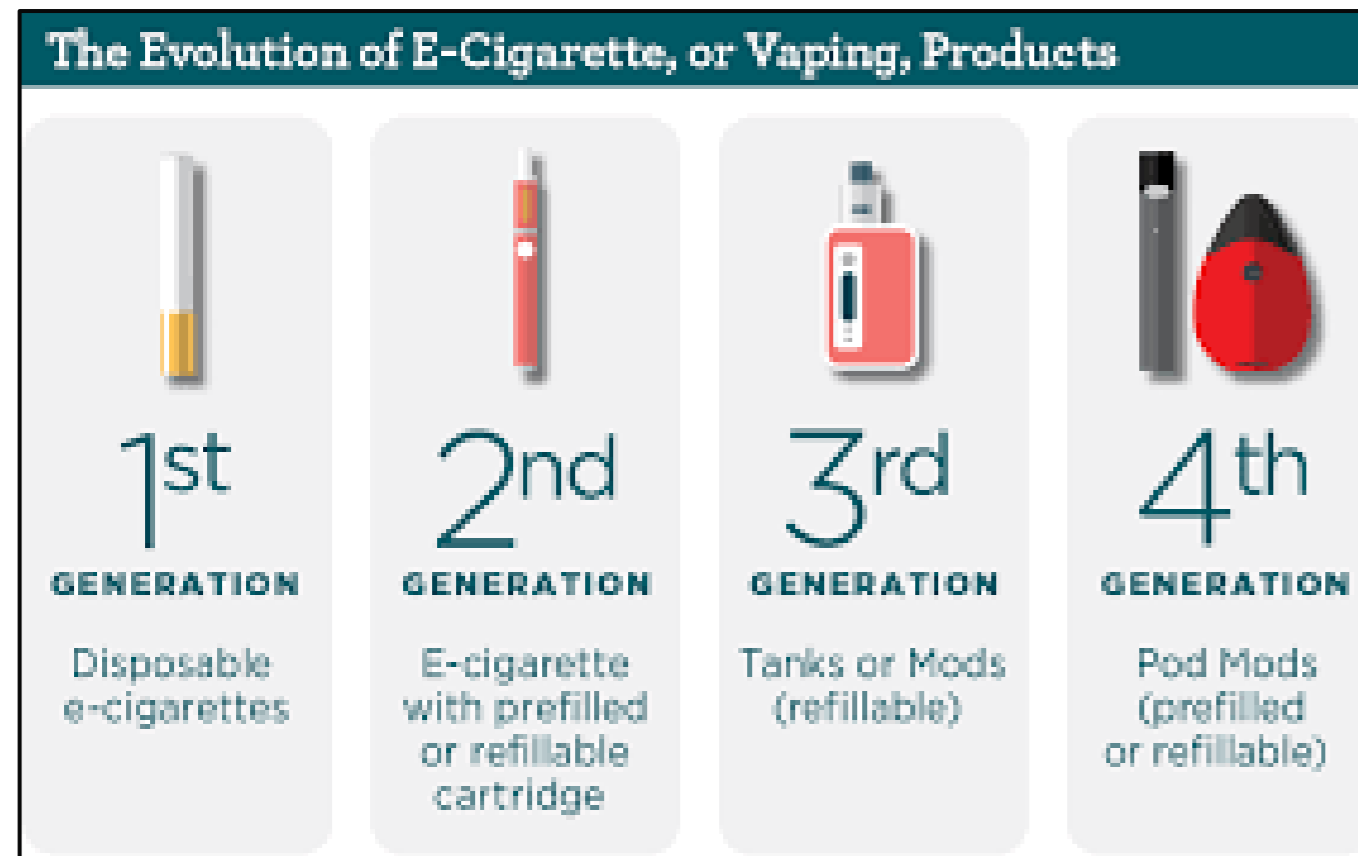 The Evolution of E-Cigarette, or Vaping, Products
1st
GENERATION
Disposable
e-cigarettes
2nd
GENERATION
E-cigarette
with prefilled
or refillable
cartridge
3rd
GENERATION
Tanks or Mods
(refillable)
4th
GENERATION
Pod Mods
(prefilled
or refillable)